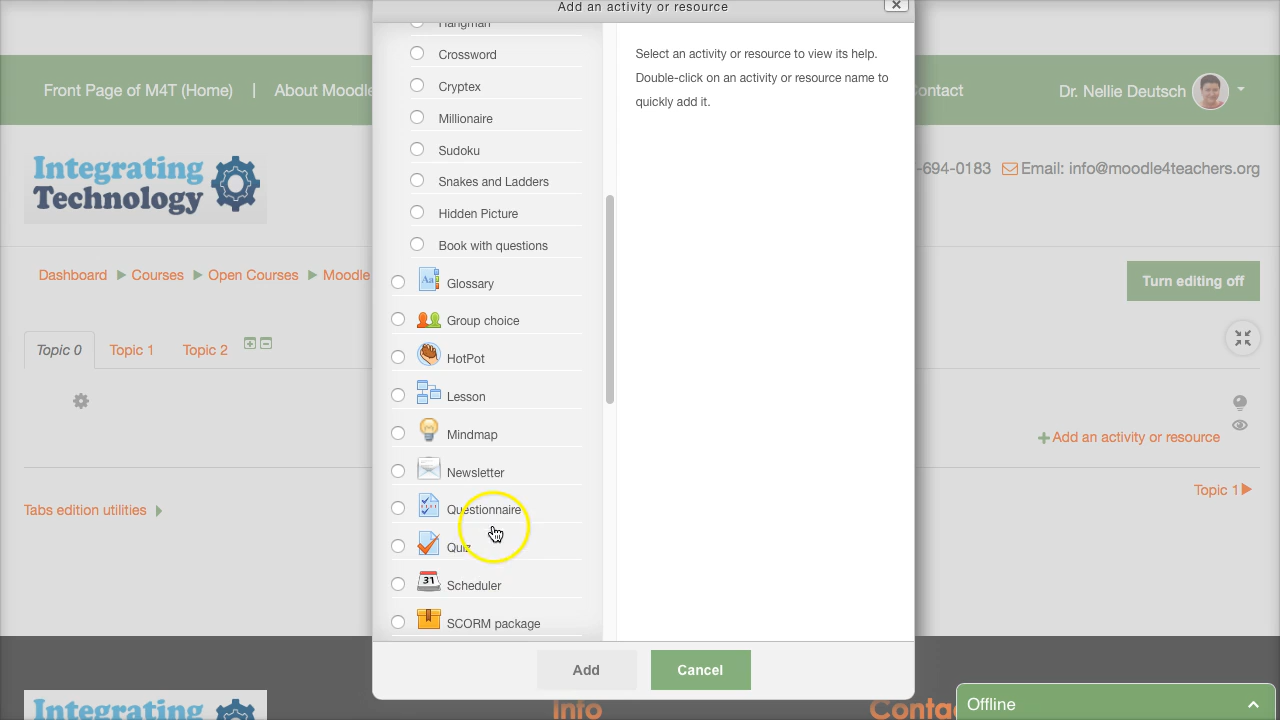 Add an activity or resource
Hangman
Crossword
Cryptex
Millionaire
Sudoku
Snakes and Ladders
Hidden Picture
Book with questions
Glossary
Group choice
HotPot
Lesson
Mindmap
Newsletter
Questionnaire
Quiz
Scheduler
SCORM package
Select an activity or resource to view its help.
Double-click on an activity or resource name to
quickly add it.
Add
Cancel
Front Page of M4T (Home) | About Moodle
ontact
Dr. Nellie Deutsch
Integrating
Technology
-694-0183
Email: info@moodle4teachers.org
Dashboard
Courses
Open Courses
Moodle
Turn editing off
Topic 0
Topic 1
Topic 2
Add an activity or resource
Topic 1
Tabs edition utilities
Integrating
Info
Conta
Offline